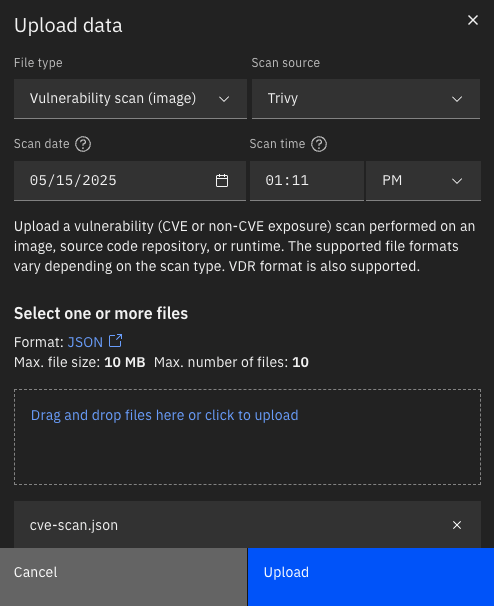 Upload data
File type
Scan source
Vulnerability scan (image)
Trivy
Scan date
Scan time
05/15/2025
01:11
PM
Upload a vulnerability (CVE or non-CVE exposure) scan performed on an
image, source code repository, or runtime. The supported file formats
vary depending on the scan type. VDR format is also supported.
Select one or more files
Format: JSON
Max. file size: 10 MB Max. number of files: 10
Drag and drop files here or click to upload
cve-scan.json
Cancel
Upload